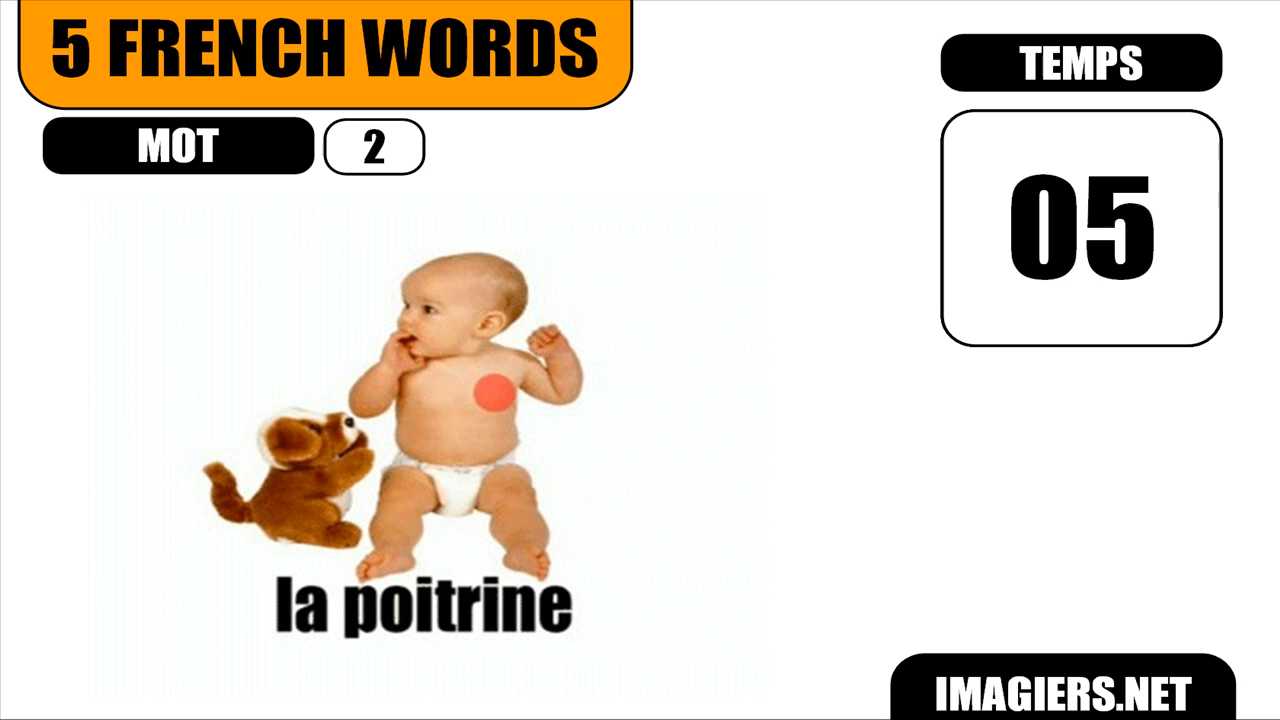 5 FRENCH WORDS
TEMPS
MOT 2
05
la poitrine
IMAGIERS.NET